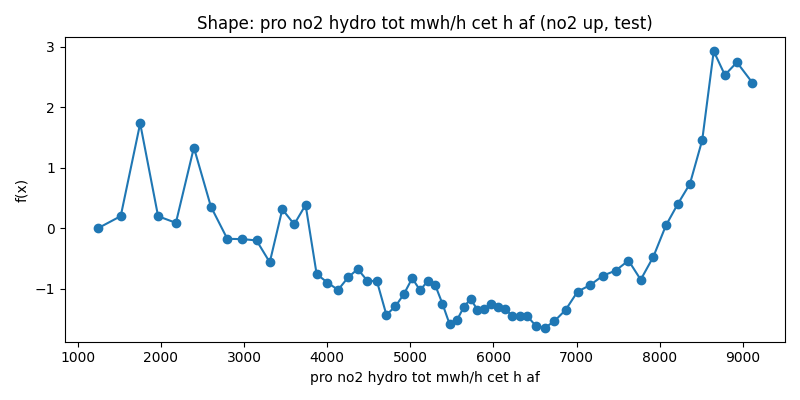 Shape: pro no2 hydro tot mwh/h cet h af (no2 up, test)
3
2
1
0
−1
f(x)
1000 2000 3000 4000 5000 6000 7000 8000 9000
pro no2 hydro tot mwh/h cet h af